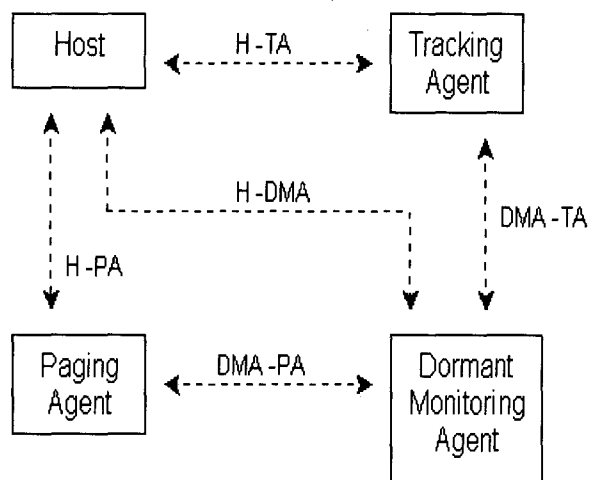 Host
H-TA
Tracking
Agent
H-DMA
DMA-TA
H-PA
Paging
Agent
DMA-PA
Dormant
Monitoring
Agent